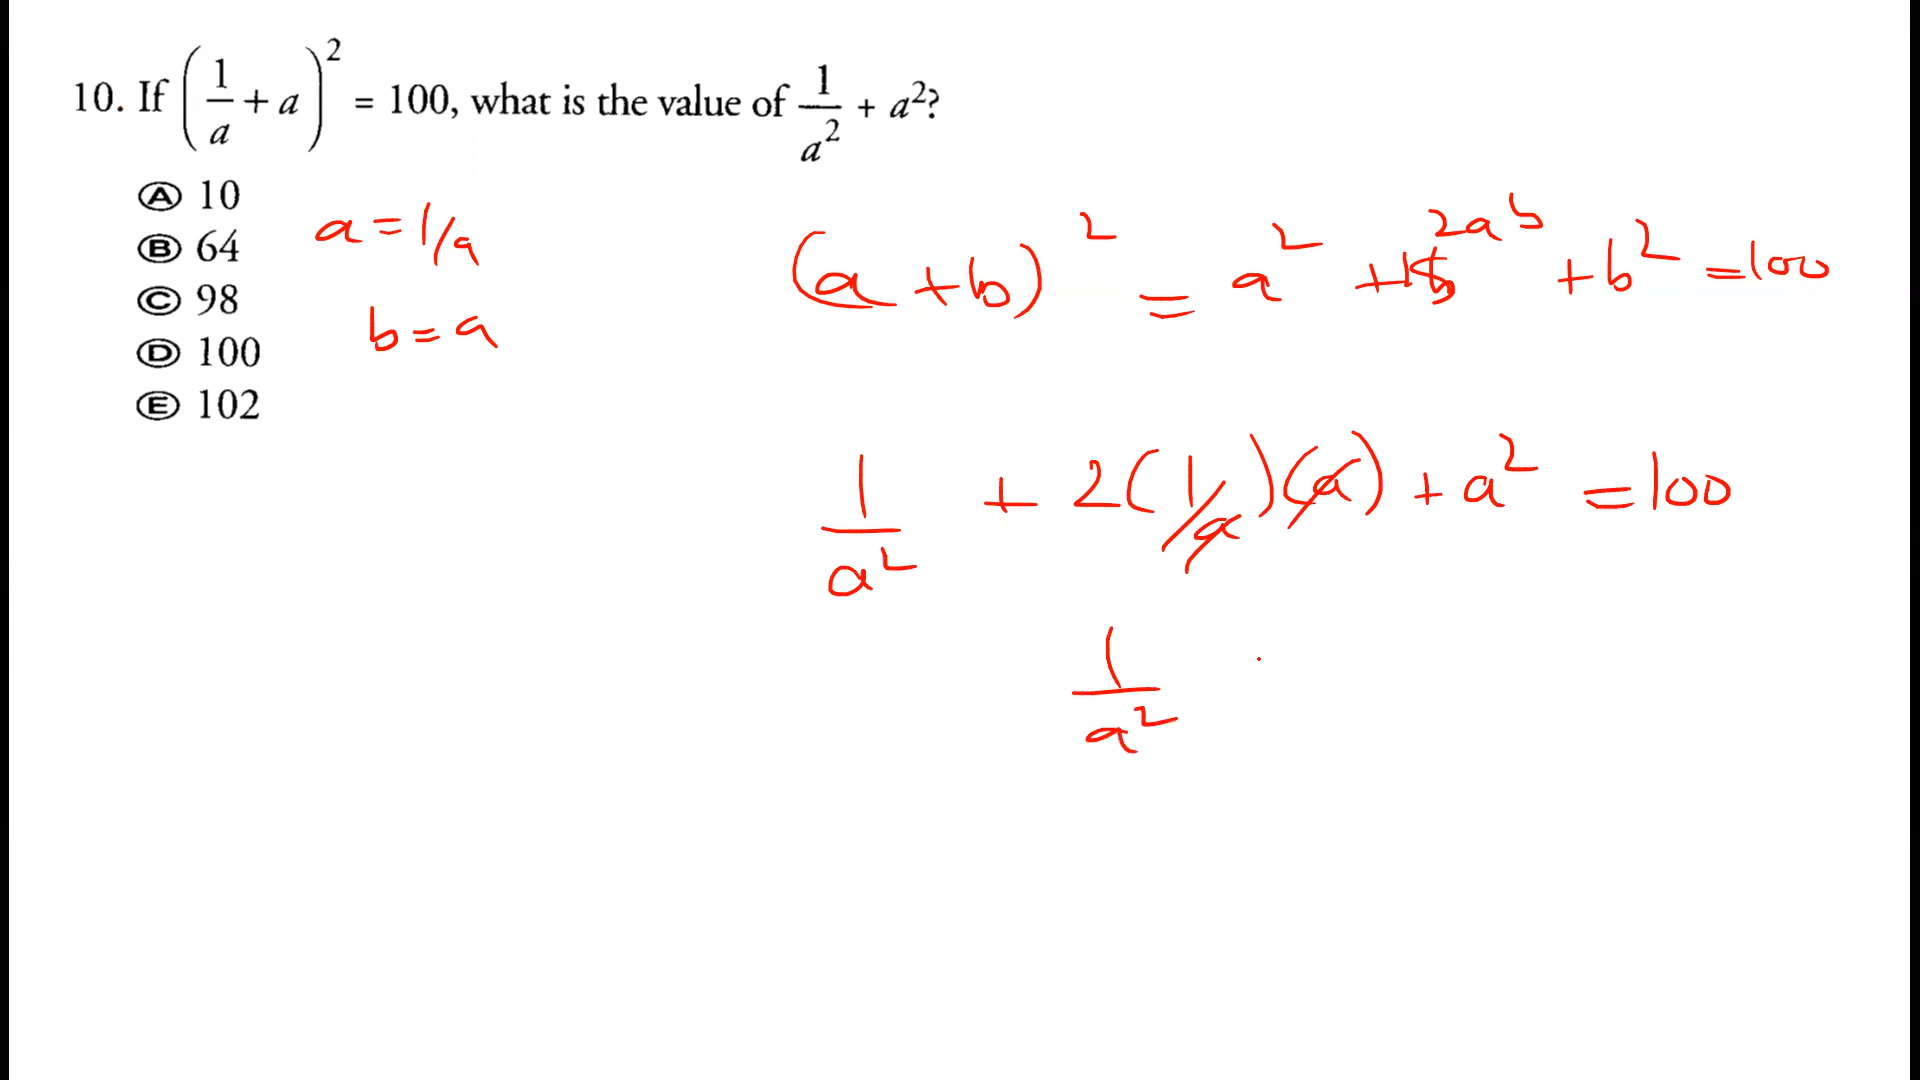 10. If (1/a + a)² = 100, what is the value of 1/a² + a²?
Ⓐ 10
Ⓑ 64
Ⓒ 98
Ⓓ 100
Ⓔ 102
a = 1/a
b = a
(a + b)² = a² + 2ab + b² = 100
1/a² + 2(1/a)(a) + a² = 100
1/a²